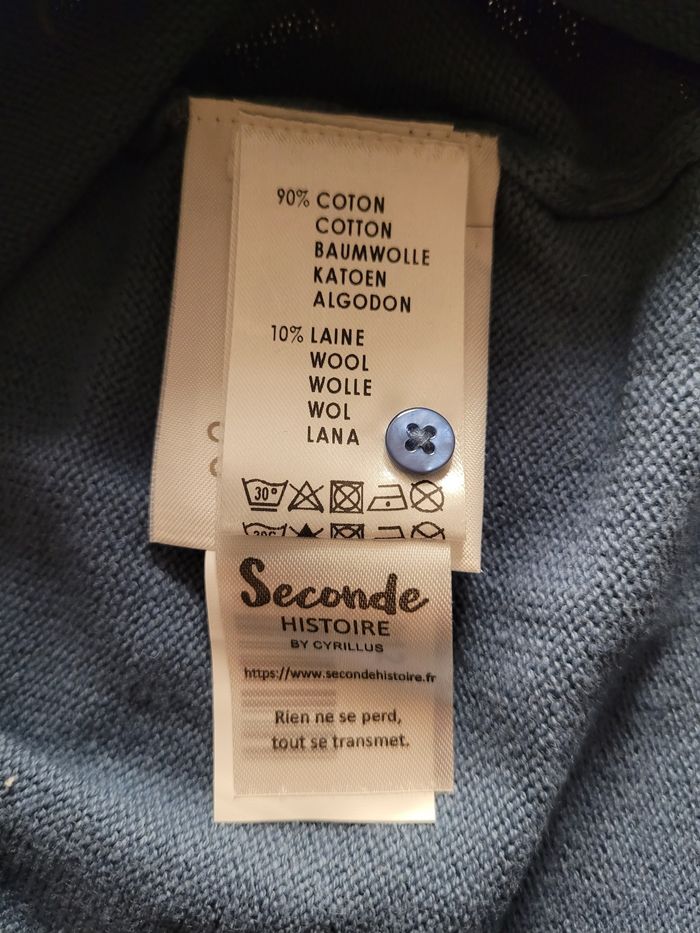 90% COTON
COTTON
BAUMWOLLE
KATOEN
ALGODON
10% LAINE
WOOL
WOLLE
WOL
LANA
30°
Seconde
HISTOIRE
BY CYRILLUS
https://www.secondehistoire.fr
Rien ne se perd,
tout se transmet.